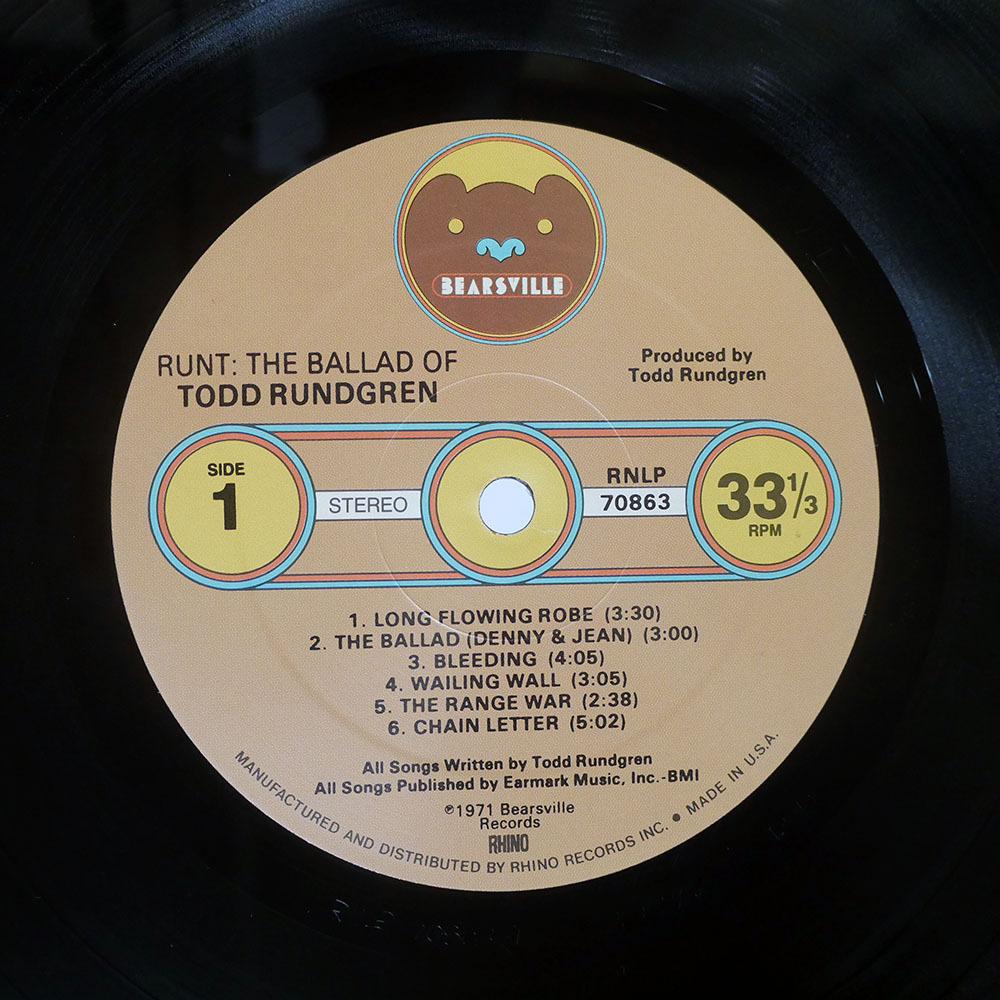 BEARSVILLE
RUNT: THE BALLAD OF
TODD RUNDGREN
Produced by
Todd Rundgren
SIDE
1
STEREO
RNLP
70863
33 1/3
RPM
1. LONG FLOWING ROBE (3:30)
2. THE BALLAD (DENNY & JEAN) (3:00)
3. BLEEDING (4:05)
4. WAILING WALL (3:05)
5. THE RANGE WAR (2:38)
6. CHAIN LETTER (5:02)
All Songs Written by Todd Rundgren
All Songs Published by Earmark Music, Inc.-BMI
℗1971 Bearsville
Records
RHINO
MANUFACTURED AND DISTRIBUTED BY RHINO RECORDS INC. ● MADE IN U.S.A.